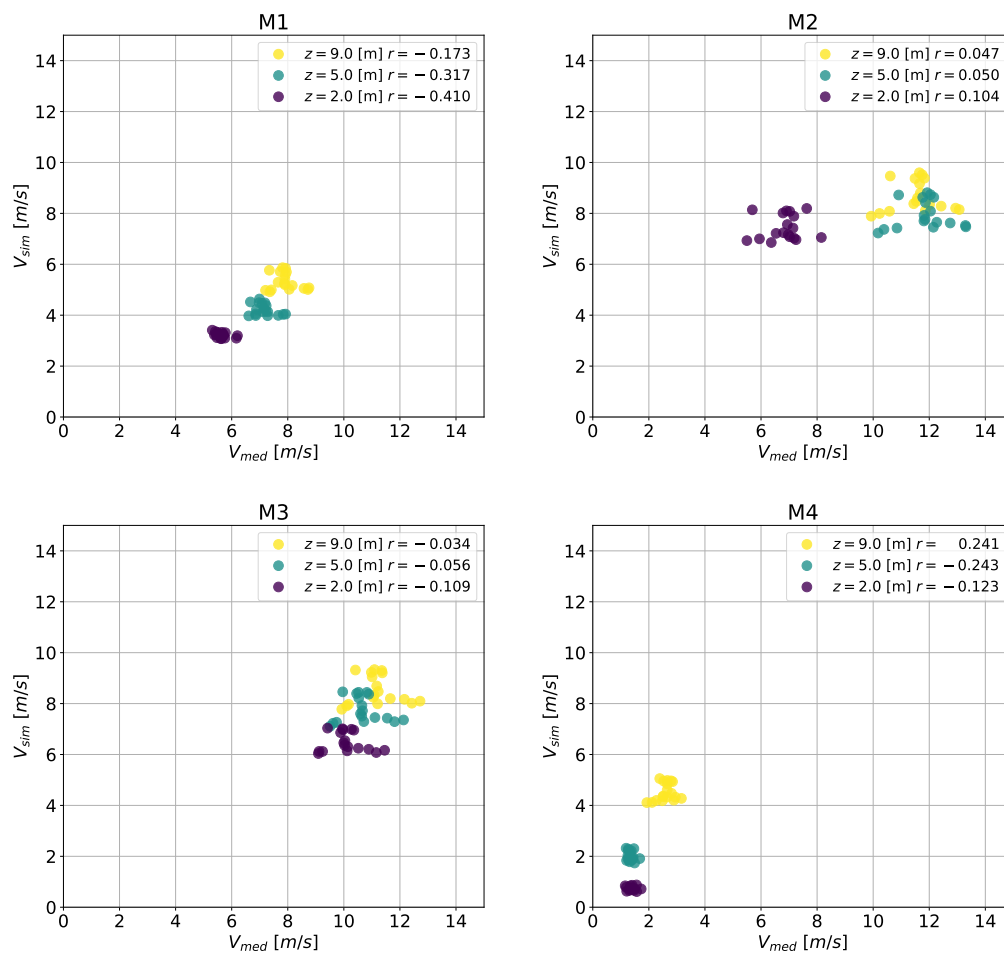 M1
z = 9.0 [m] r = −0.173
z = 5.0 [m] r = −0.317
z = 2.0 [m] r = −0.410
14
12
10
8
6
4
2
0
V_sim [m/s]
0 2 4 6 8 10 12 14
V_med [m/s]
M2
z = 9.0 [m] r = 0.047
z = 5.0 [m] r = 0.050
z = 2.0 [m] r = 0.104
14
12
10
8
6
4
2
0
V_sim [m/s]
0 2 4 6 8 10 12 14
V_med [m/s]
M3
z = 9.0 [m] r = −0.034
z = 5.0 [m] r = −0.056
z = 2.0 [m] r = −0.109
14
12
10
8
6
4
2
0
V_sim [m/s]
0 2 4 6 8 10 12 14
V_med [m/s]
M4
z = 9.0 [m] r = 0.241
z = 5.0 [m] r = −0.243
z = 2.0 [m] r = −0.123
14
12
10
8
6
4
2
0
V_sim [m/s]
0 2 4 6 8 10 12 14
V_med [m/s]